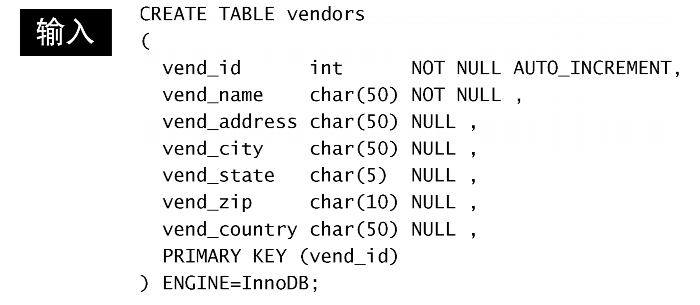 输入
CREATE TABLE vendors
(
  vend_id      int      NOT NULL AUTO_INCREMENT,
  vend_name    char(50) NOT NULL ,
  vend_address char(50) NULL ,
  vend_city    char(50) NULL ,
  vend_state   char(5)  NULL ,
  vend_zip     char(10) NULL ,
  vend_country char(50) NULL ,
  PRIMARY KEY (vend_id)
) ENGINE=InnoDB;